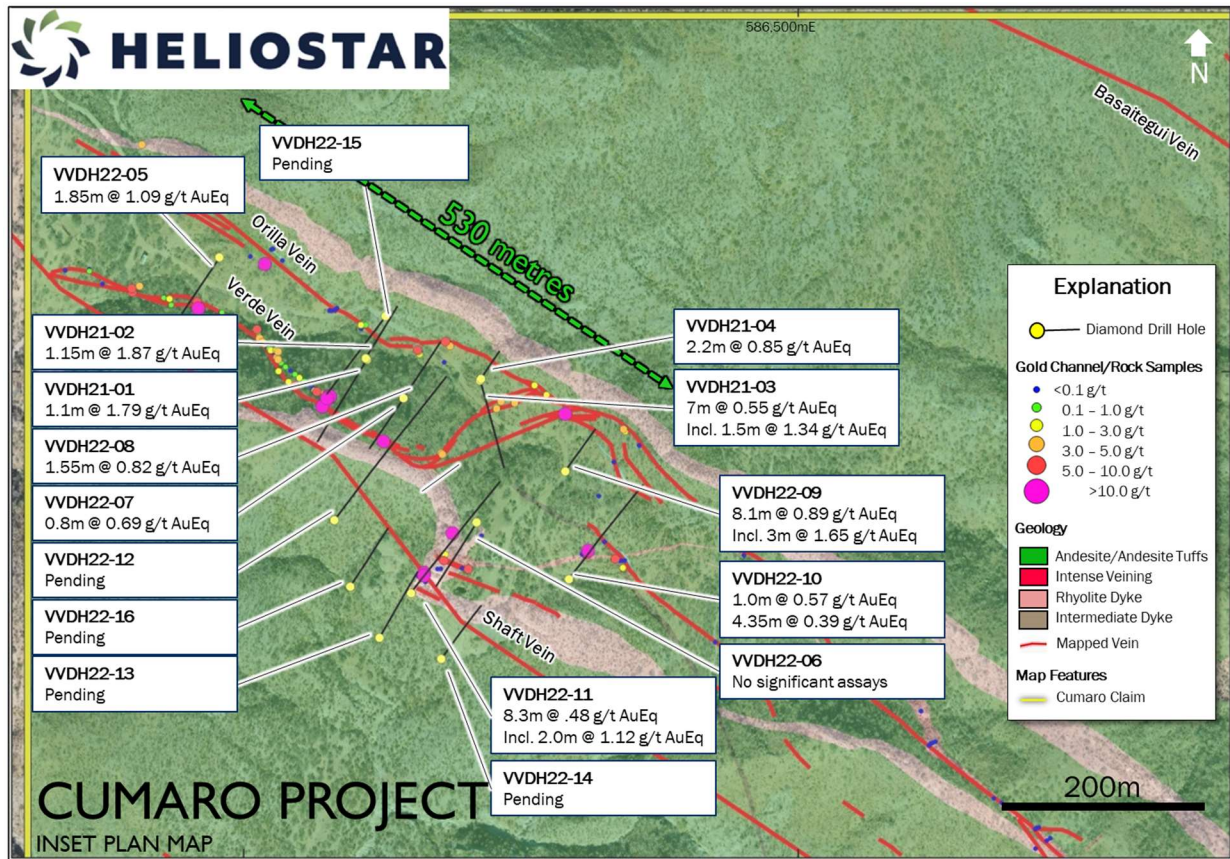 HELIOSTAR
586,500mE
N
Basaitegui Vein
VVDH22-15
Pending
VVDH22-05
1.85m @ 1.09 g/t AuEq
Orilla Vein
530 metres
Verde Vein
VVDH21-02
1.15m @ 1.87 g/t AuEq
VVDH21-01
1.1m @ 1.79 g/t AuEq
VVDH22-08
1.55m @ 0.82 g/t AuEq
VVDH22-07
0.8m @ 0.69 g/t AuEq
VVDH22-12
Pending
VVDH22-16
Pending
VVDH22-13
Pending
VVDH21-04
2.2m @ 0.85 g/t AuEq
VVDH21-03
7m @ 0.55 g/t AuEq
Incl. 1.5m @ 1.34 g/t AuEq
VVDH22-09
8.1m @ 0.89 g/t AuEq
Incl. 3m @ 1.65 g/t AuEq
VVDH22-10
1.0m @ 0.57 g/t AuEq
4.35m @ 0.39 g/t AuEq
VVDH22-06
No significant assays
Shaft Vein
VVDH22-11
8.3m @ .48 g/t AuEq
Incl. 2.0m @ 1.12 g/t AuEq
VVDH22-14
Pending
Explanation
Diamond Drill Hole
Gold Channel/Rock Samples
<0.1 g/t
0.1 – 1.0 g/t
1.0 – 3.0 g/t
3.0 – 5.0 g/t
5.0 – 10.0 g/t
>10.0 g/t
Geology
Andesite/Andesite Tuffs
Intense Veining
Rhyolite Dyke
Intermediate Dyke
Mapped Vein
Map Features
Cumaro Claim
200m
CUMARO PROJECT
INSET PLAN MAP